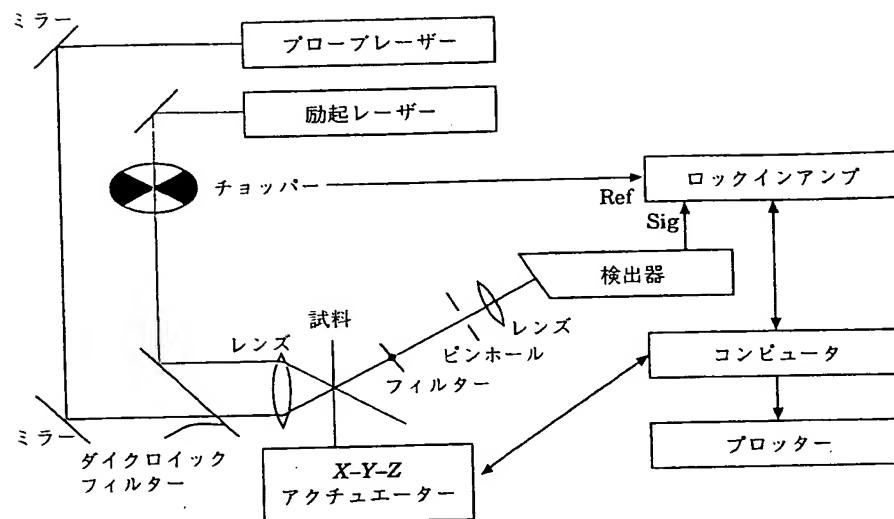 ミラー
プローブレーザー
励起レーザー
チョッパー
ロックインアンプ
Ref
Sig
検出器
試料
レンズ
レンズ
ピンホール
フィルター
コンピュータ
ミラー
ダイクロイック
フィルター
X–Y–Z
アクチュエーター
プロッター